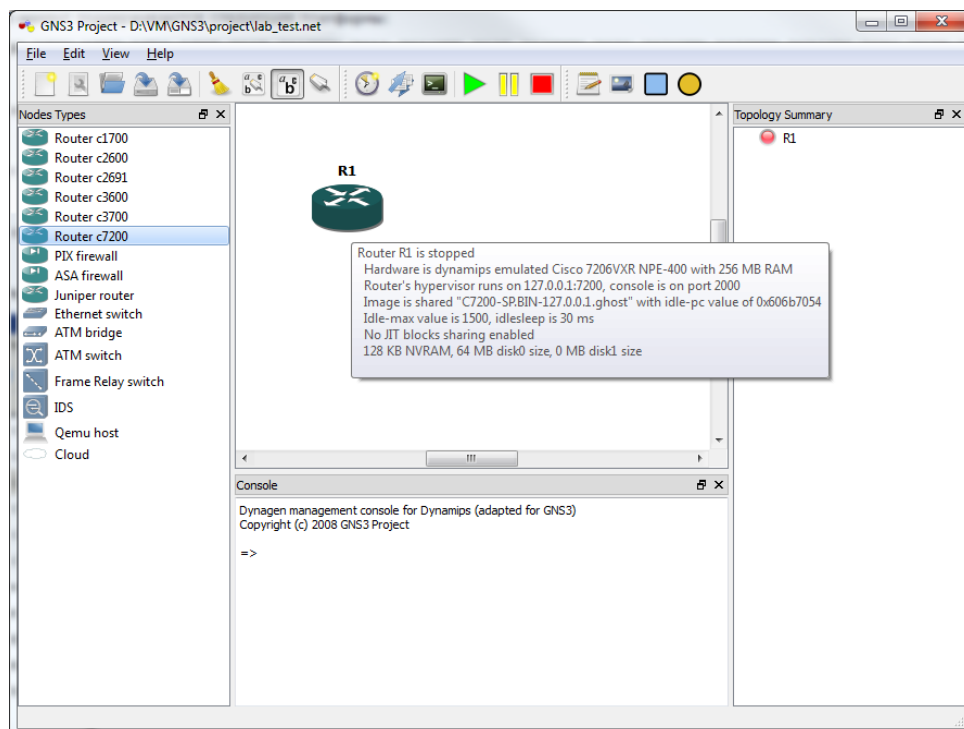 GNS3 Project - D:\VM\GNS3\project\lab_test.net
File Edit View Help
Nodes Types
Router c1700
Router c2600
Router c2691
Router c3600
Router c3700
Router c7200
PIX firewall
ASA firewall
Juniper router
Ethernet switch
ATM bridge
ATM switch
Frame Relay switch
IDS
Qemu host
Cloud
R1
Router R1 is stopped
Hardware is dynamips emulated Cisco 7206VXR NPE-400 with 256 MB RAM
Router's hypervisor runs on 127.0.0.1:7200, console is on port 2000
Image is shared "C7200-SP.BIN-127.0.0.1.ghost" with idle-pc value of 0x606b7054
Idle-max value is 1500, idlesleep is 30 ms
No JIT blocks sharing enabled
128 KB NVRAM, 64 MB disk0 size, 0 MB disk1 size
Topology Summary
R1
Console
Dynagen management console for Dynamips (adapted for GNS3)
Copyright (c) 2008 GNS3 Project
=>